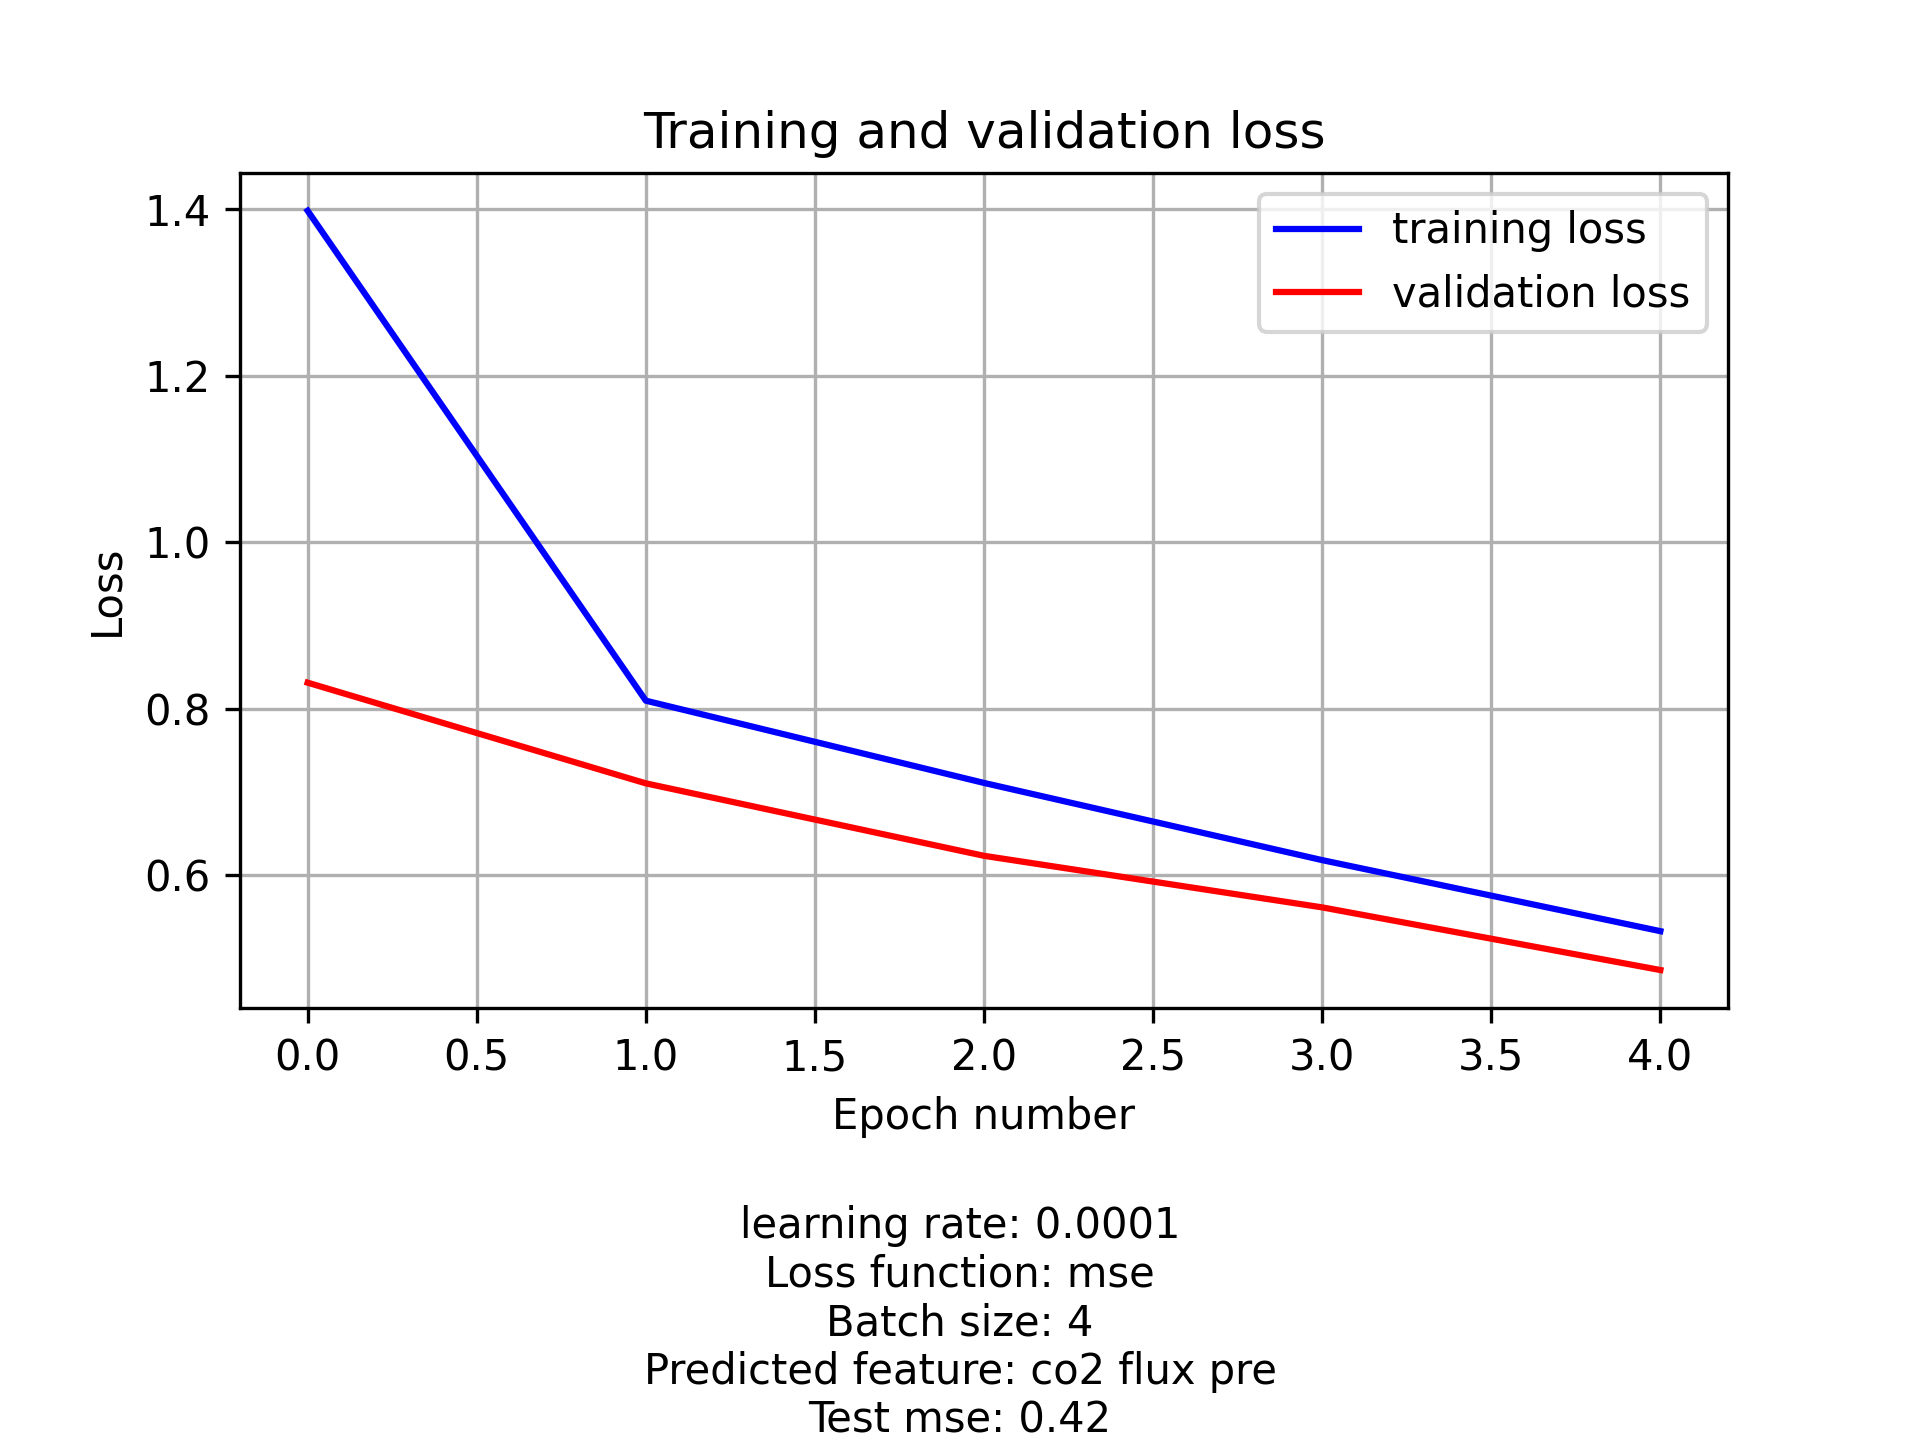 Training and validation loss
training loss
validation loss
1.4
1.2
1.0
0.8
0.6
Loss
0.0 0.5 1.0 1.5 2.0 2.5 3.0 3.5 4.0
Epoch number
learning rate: 0.0001
Loss function: mse
Batch size: 4
Predicted feature: co2 flux pre
Test mse: 0.42